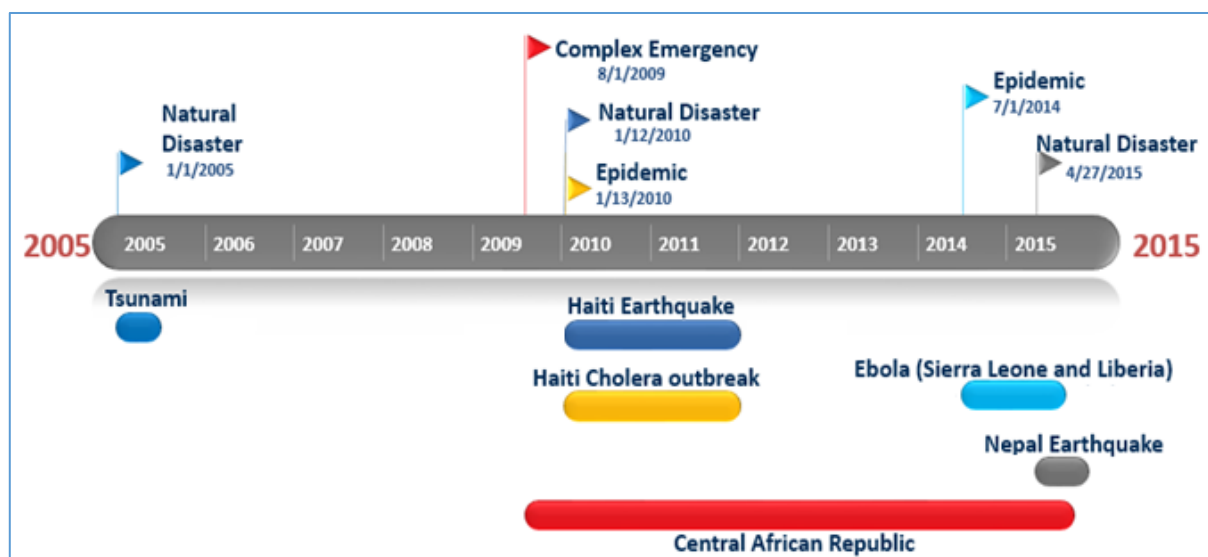 Complex Emergency
8/1/2009
Epidemic
7/1/2014
Natural
Disaster
1/1/2005
Natural Disaster
1/12/2010
Natural Disaster
4/27/2015
Epidemic
1/13/2010
2005 2005 2006 2007 2008 2009 2010 2011 2012 2013 2014 2015 2015
Tsunami
Haiti Earthquake
Haiti Cholera outbreak
Ebola (Sierra Leone and Liberia)
Nepal Earthquake
Central African Republic